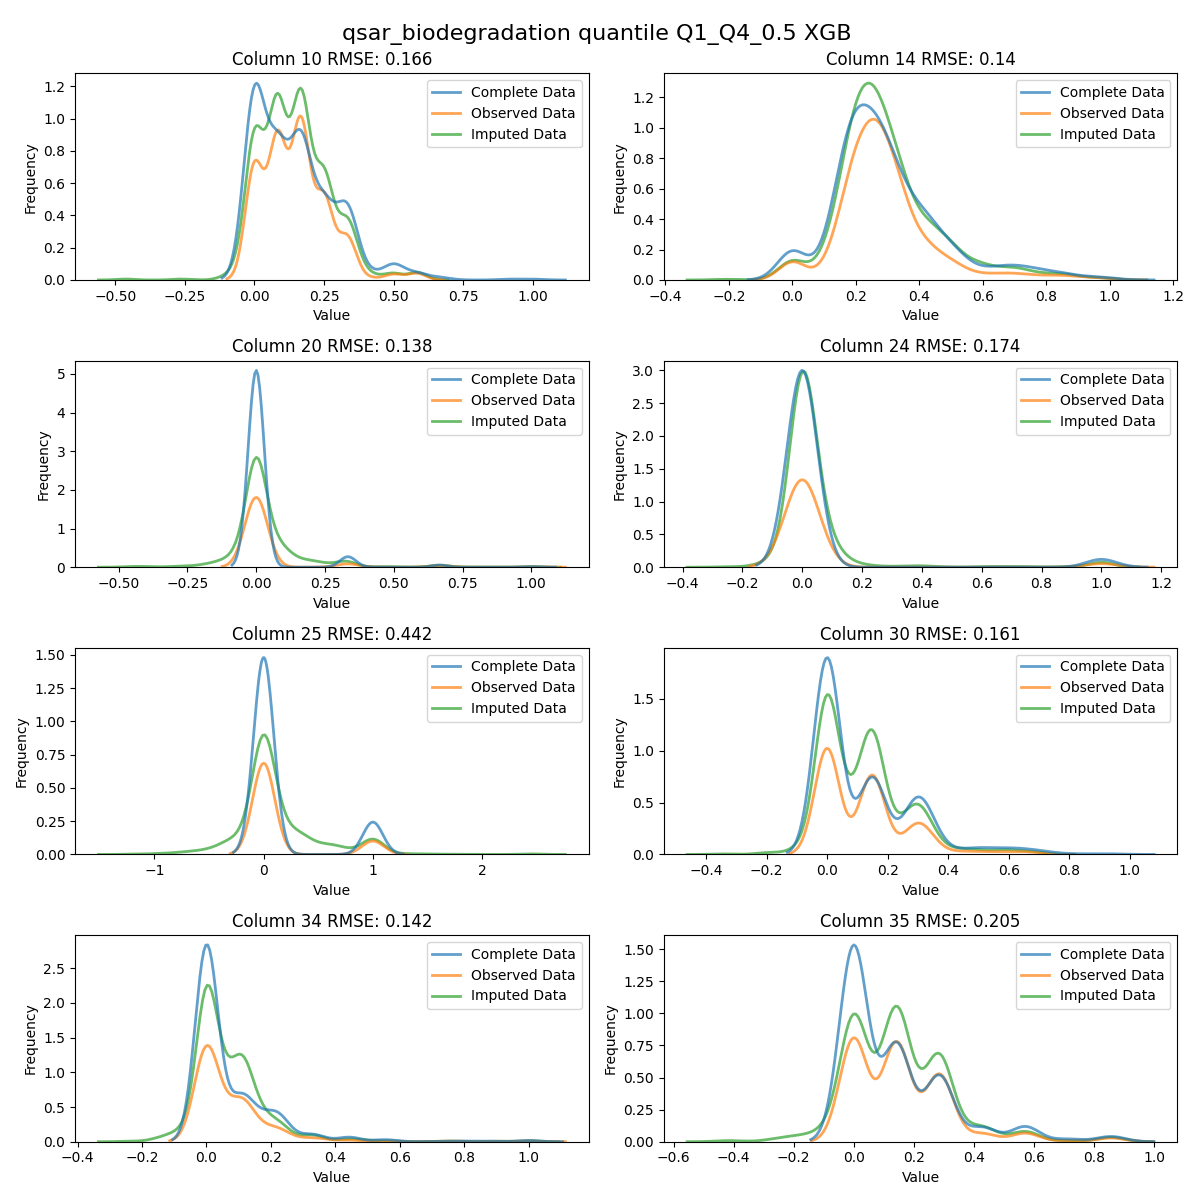 qsar_biodegradation quantile Q1_Q4_0.5 XGB
Column 10 RMSE: 0.166
Frequency
1.2
1.0
0.8
0.6
0.4
0.2
0.0
Complete Data
Observed Data
Imputed Data
−0.50 −0.25 0.00 0.25 0.50 0.75 1.00
Value
Column 14 RMSE: 0.14
Frequency
1.2
1.0
0.8
0.6
0.4
0.2
0.0
Complete Data
Observed Data
Imputed Data
−0.4 −0.2 0.0 0.2 0.4 0.6 0.8 1.0 1.2
Value
Column 20 RMSE: 0.138
Frequency
5
4
3
2
1
0
Complete Data
Observed Data
Imputed Data
−0.50 −0.25 0.00 0.25 0.50 0.75 1.00
Value
Column 24 RMSE: 0.174
Frequency
3.0
2.5
2.0
1.5
1.0
0.5
0.0
Complete Data
Observed Data
Imputed Data
−0.4 −0.2 0.0 0.2 0.4 0.6 0.8 1.0 1.2
Value
Column 25 RMSE: 0.442
Frequency
1.50
1.25
1.00
0.75
0.50
0.25
0.00
Complete Data
Observed Data
Imputed Data
−1 0 1 2
Value
Column 30 RMSE: 0.161
Frequency
1.5
1.0
0.5
0.0
Complete Data
Observed Data
Imputed Data
−0.4 −0.2 0.0 0.2 0.4 0.6 0.8 1.0
Value
Column 34 RMSE: 0.142
Frequency
2.5
2.0
1.5
1.0
0.5
0.0
Complete Data
Observed Data
Imputed Data
−0.4 −0.2 0.0 0.2 0.4 0.6 0.8 1.0
Value
Column 35 RMSE: 0.205
Frequency
1.50
1.25
1.00
0.75
0.50
0.25
0.00
Complete Data
Observed Data
Imputed Data
−0.6 −0.4 −0.2 0.0 0.2 0.4 0.6 0.8 1.0
Value